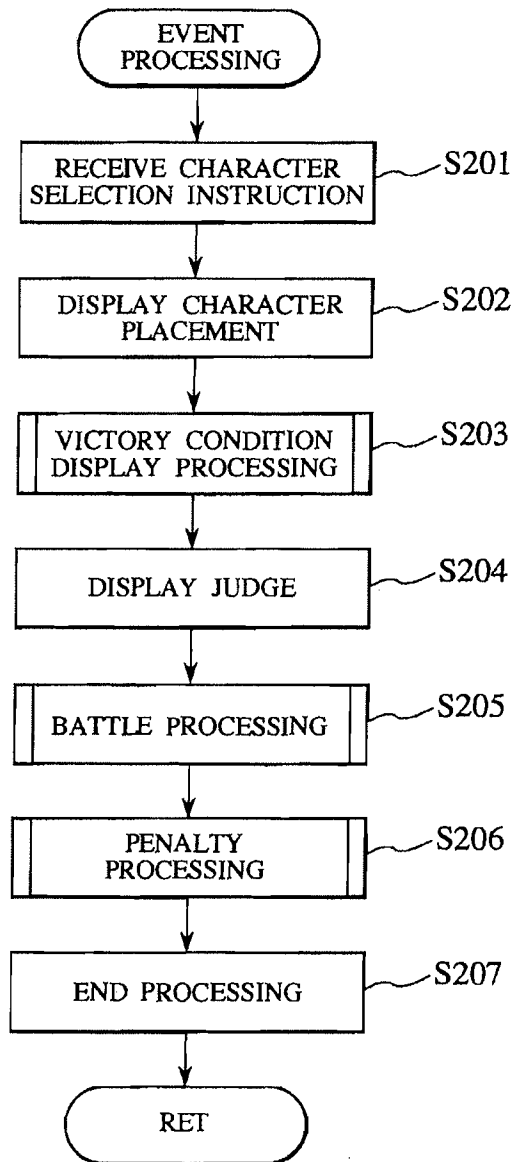 EVENT
PROCESSING
RECEIVE CHARACTER
SELECTION INSTRUCTION
S201
DISPLAY CHARACTER
PLACEMENT
S202
VICTORY CONDITION
DISPLAY PROCESSING
S203
DISPLAY JUDGE
S204
BATTLE PROCESSING
S205
PENALTY
PROCESSING
S206
END PROCESSING
S207
RET